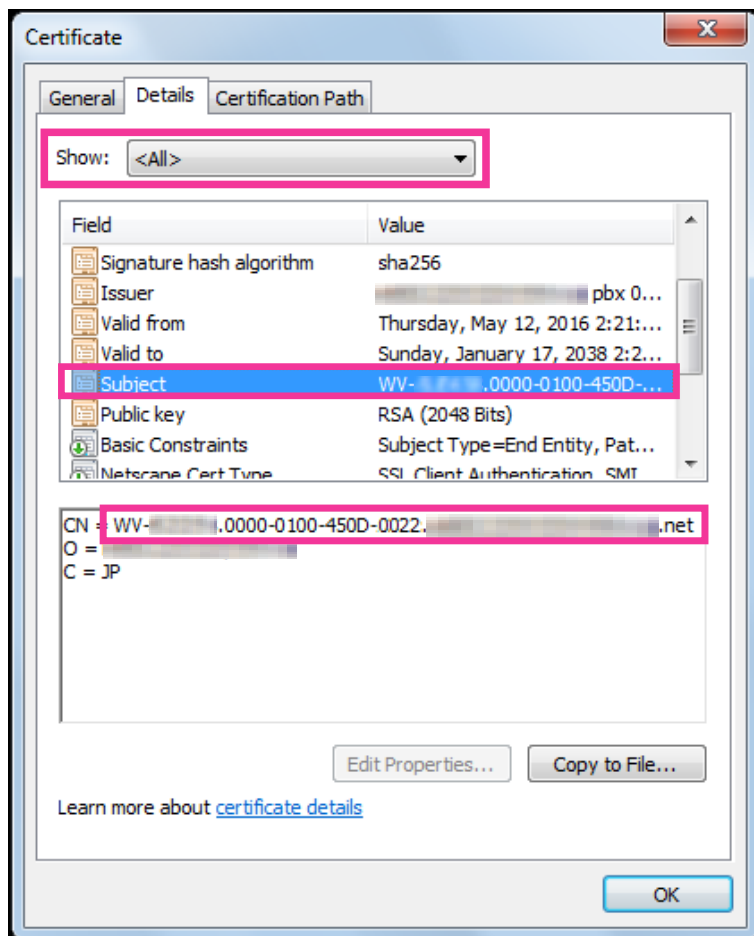 Certificate
General Details Certification Path
Show: <All>
Field Value
Signature hash algorithm sha256
Issuer pbx 0...
Valid from Thursday, May 12, 2016 2:21:...
Valid to Sunday, January 17, 2038 2:2...
Subject WV- .0000-0100-450D-...
Public key RSA (2048 Bits)
Basic Constraints Subject Type=End Entity, Pat...
Netscape Cert Type SSL Client Authentication, SMI
CN = WV- .0000-0100-450D-0022. .net
O =
C = JP
Edit Properties... Copy to File...
Learn more about certificate details
OK